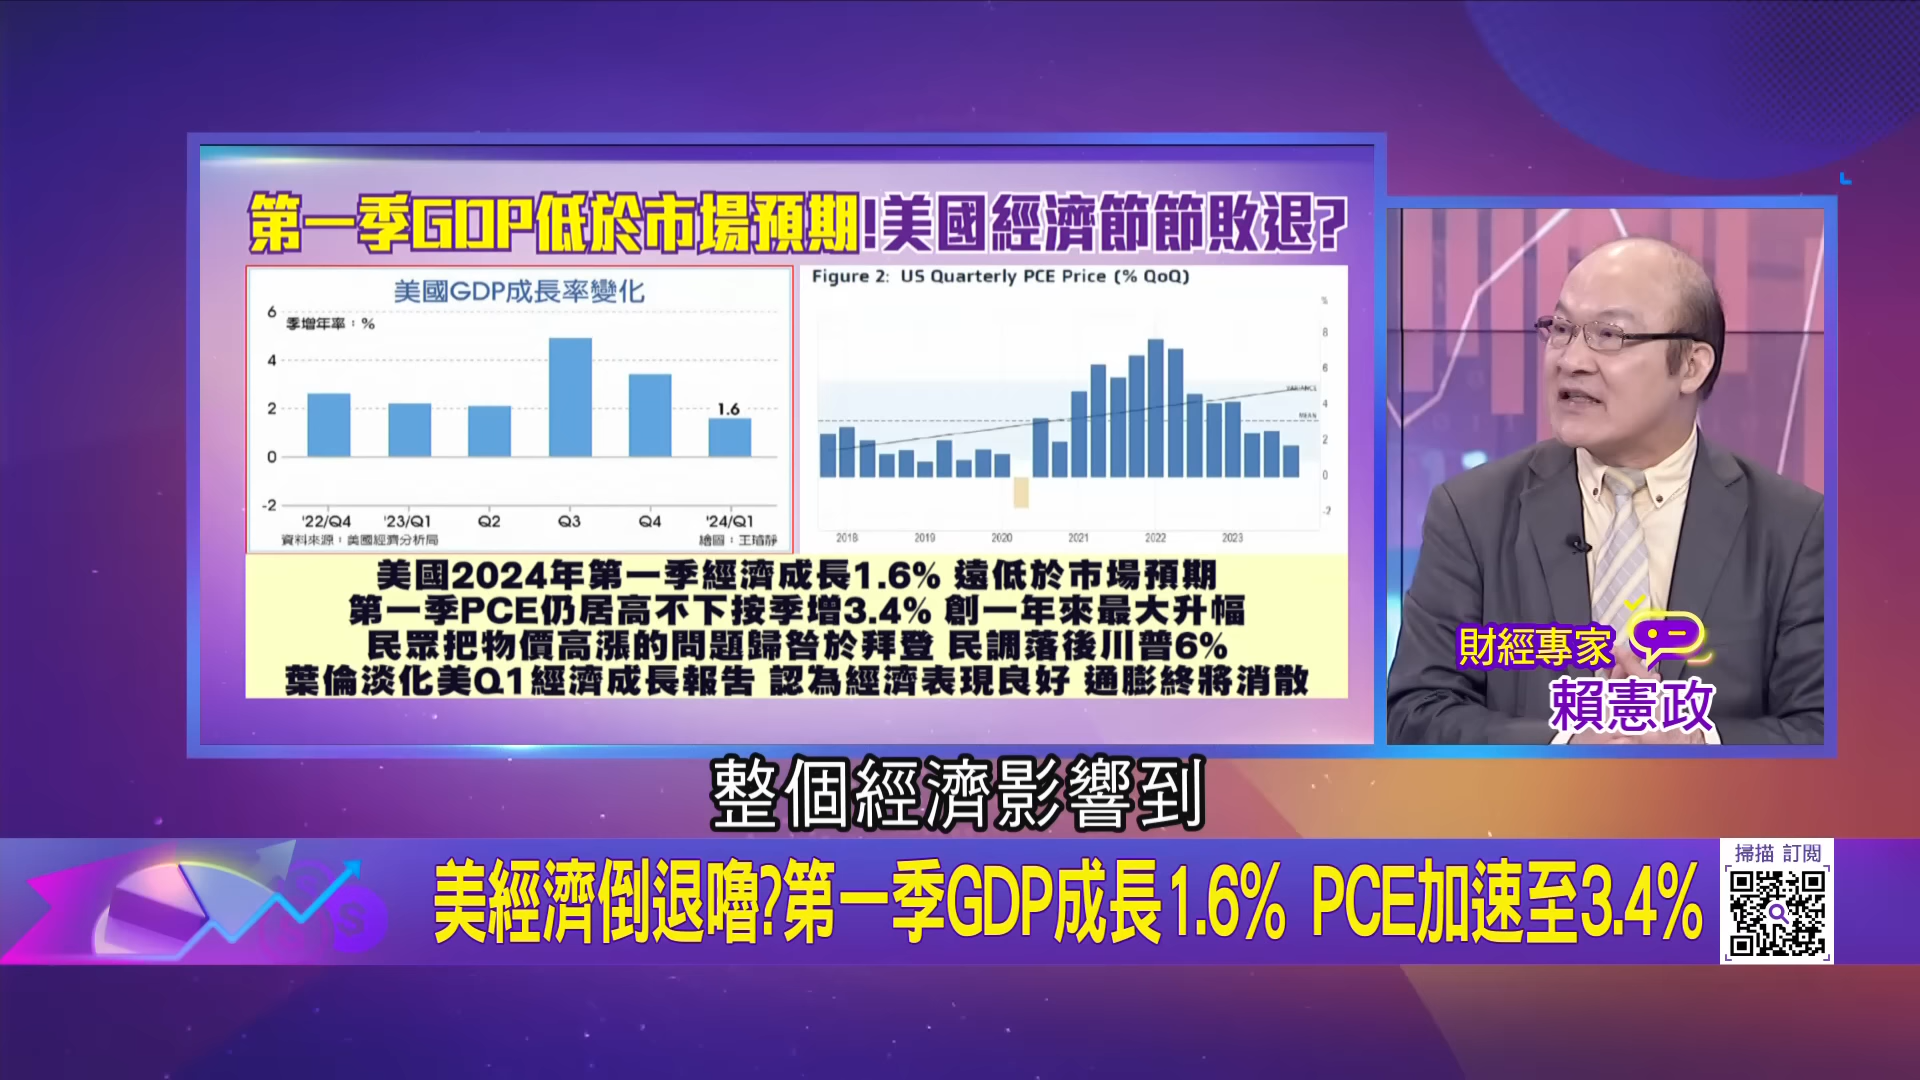 第一季GDP低於市場預期!美國經濟節節敗退?
美國GDP成長率變化
季增年率：%
6
4
2
0
-2
1.6
'22/Q4 '23/Q1 Q2 Q3 Q4 '24/Q1
資料來源：美國經濟分析局 繪圖：王瑄靜
Figure 2: US Quarterly PCE Price (% QoQ)
%
8
6
VARIANCE
4
MEAN
2
0
-2
2018 2019 2020 2021 2022 2023
美國2024年第一季經濟成長1.6% 遠低於市場預期
第一季PCE仍居高不下按季增3.4% 創一年來最大升幅
民眾把物價高漲的問題歸咎於拜登 民調落後川普6%
葉倫淡化美Q1經濟成長報告 認為經濟表現良好 通膨終將消散
財經專家
賴憲政
整個經濟影響到
美經濟倒退嚕?第一季GDP成長1.6% PCE加速至3.4%
掃描 訂閱